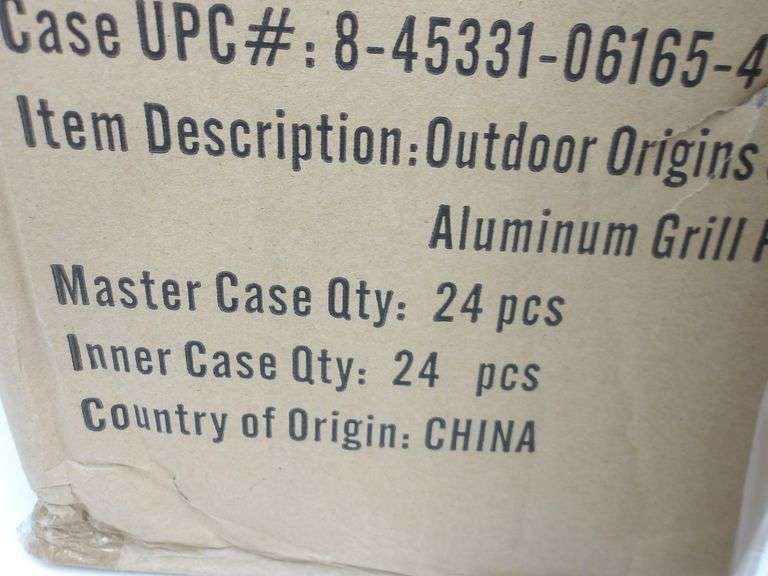 Case UPC#: 8-45331-06165-4
Item Description:Outdoor Origins
Aluminum Grill
Master Case Qty: 24 pcs
Inner Case Qty: 24 pcs
Country of Origin: CHINA